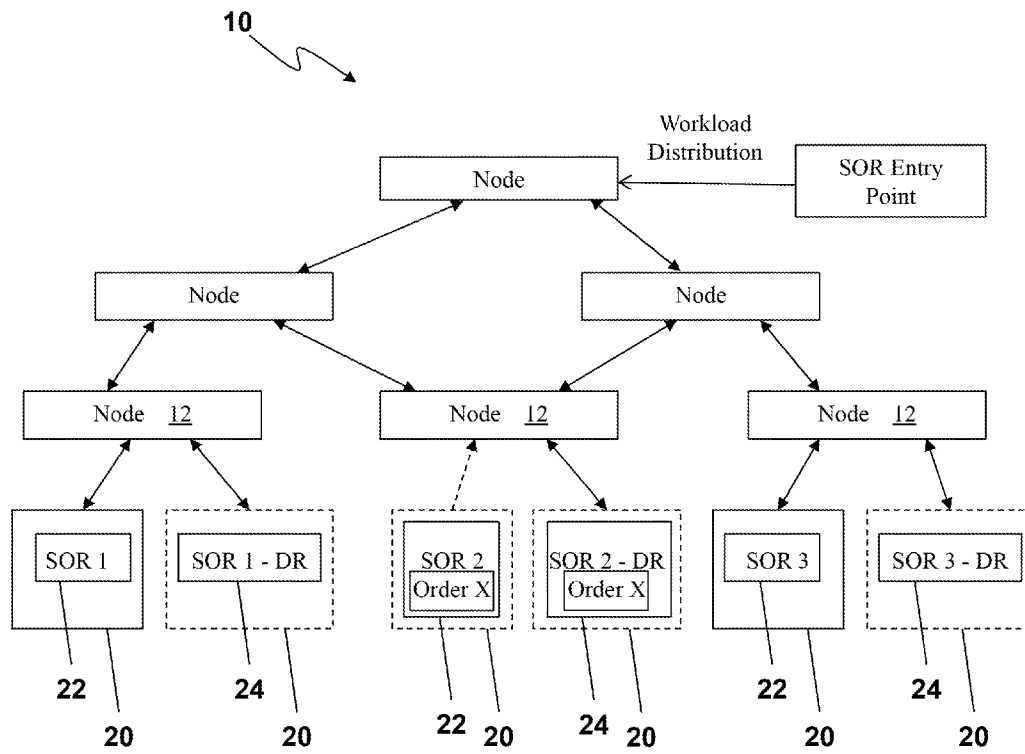 10
Workload
Distribution
Node
SOR Entry
Point
Node
Node
Node 12
Node 12
Node 12
SOR 1
SOR 1 - DR
SOR 2
Order X
SOR 2 - DR
Order X
SOR 3
SOR 3 - DR
22
20
24
20
22
20
24
20
22
20
24
20